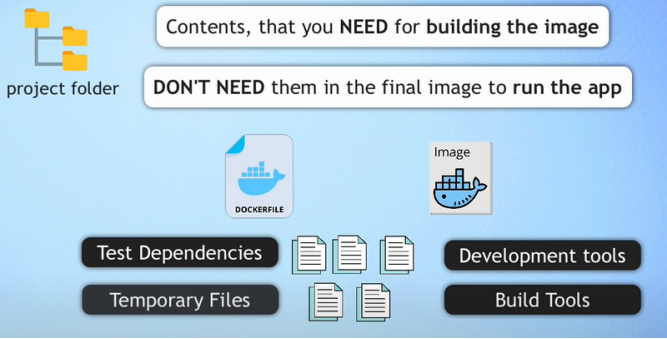 Contents, that you NEED for building the image
project folder
DON'T NEED them in the final image to run the app
DOCKERFILE
Image
Test Dependencies
Development tools
Temporary Files
Build Tools